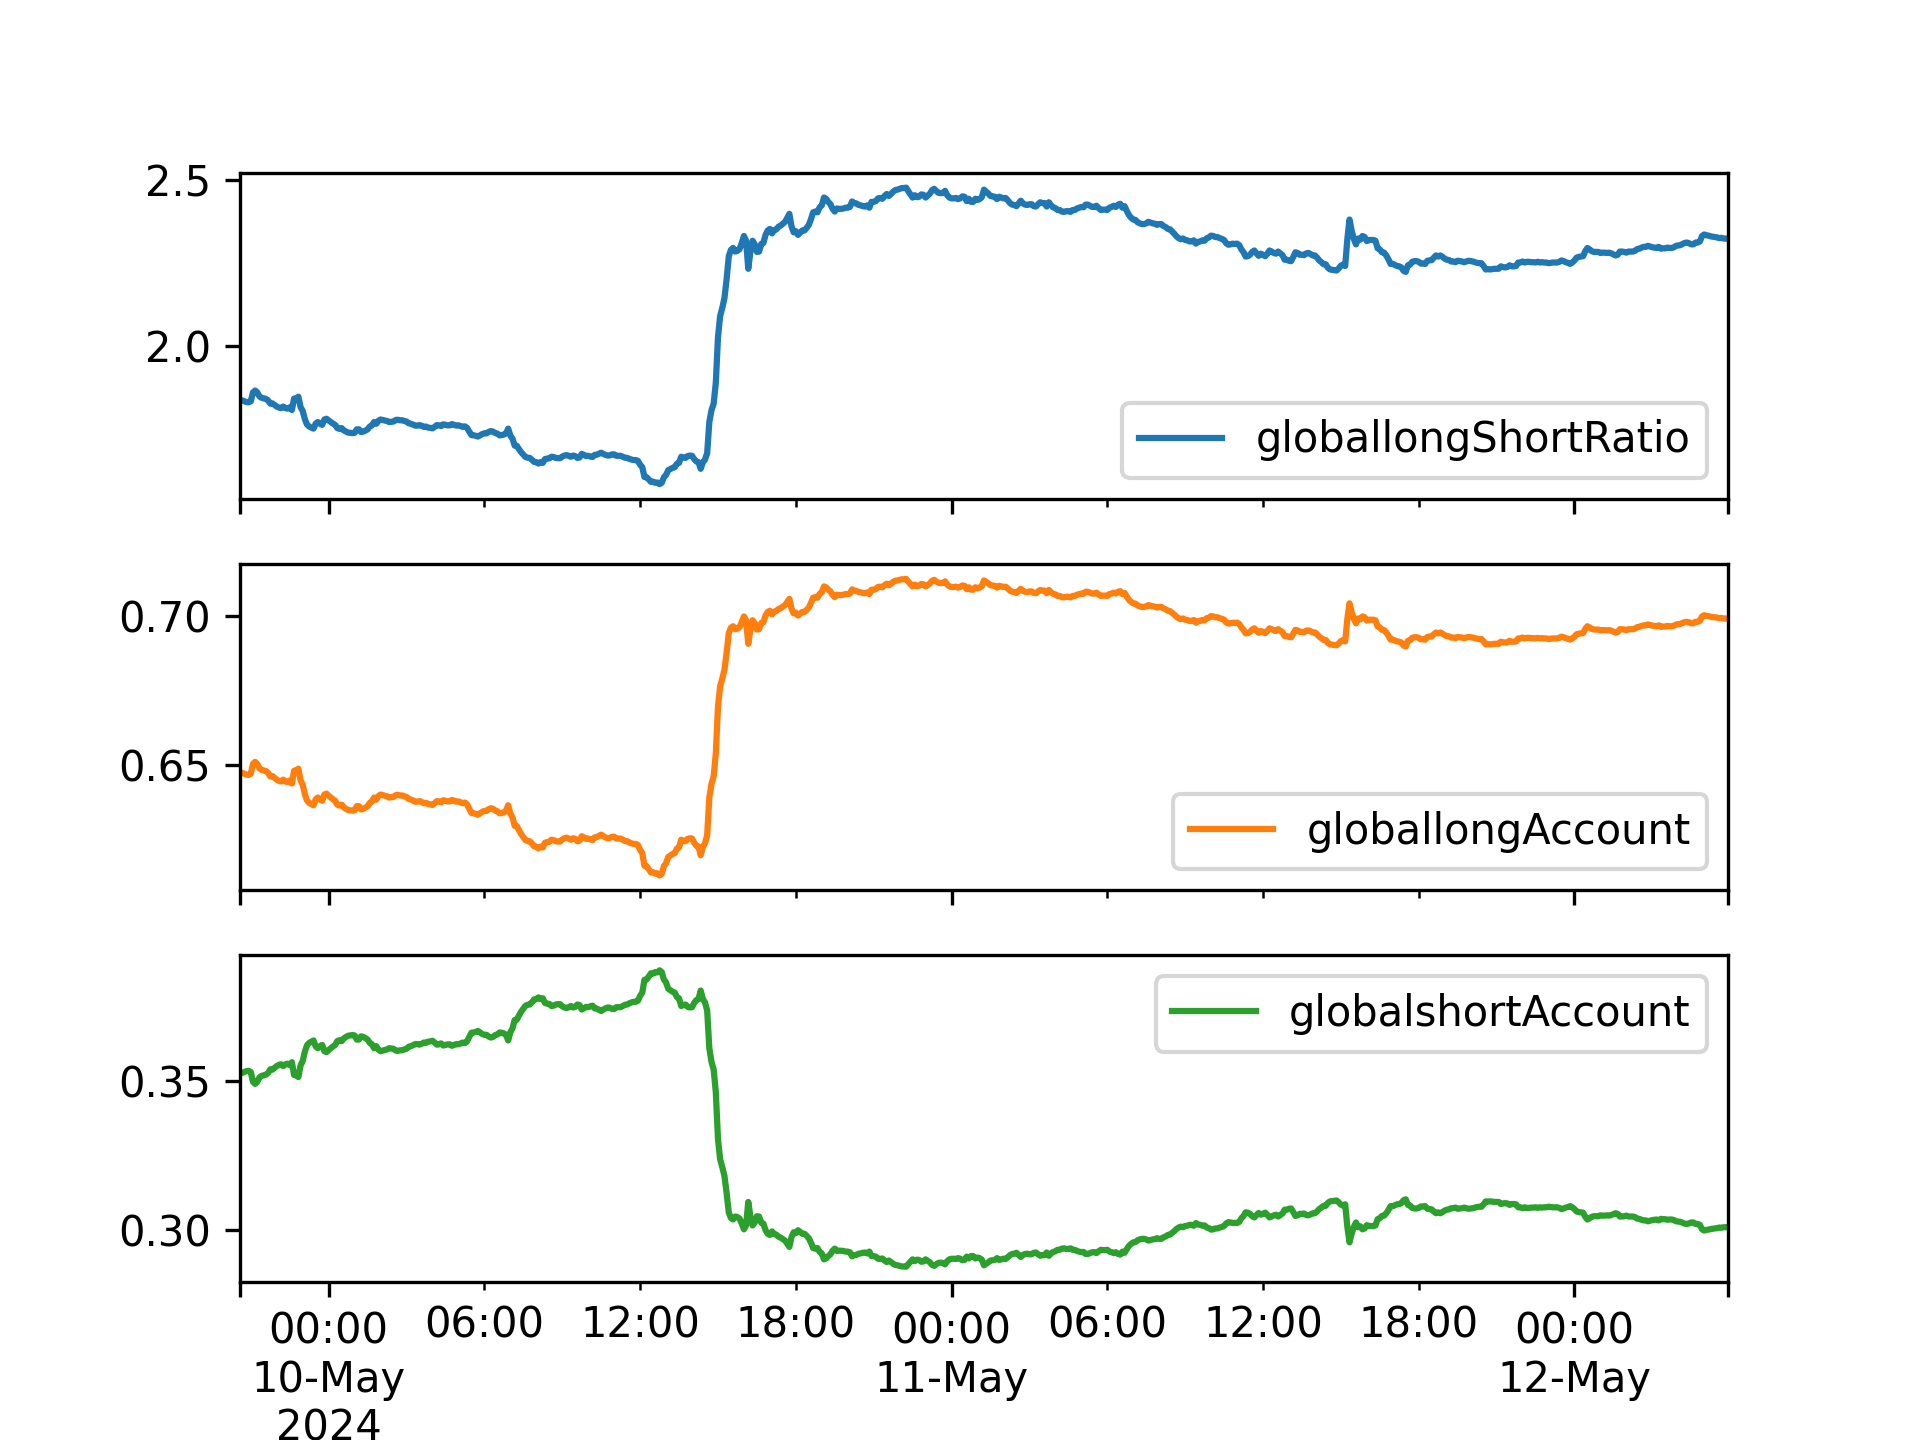 2.5
2.0
globallongShortRatio
0.70
0.65
globallongAccount
globalshortAccount
0.35
0.30
00:00 06:00 12:00 18:00 00:00 06:00 12:00 18:00 00:00
10-May 11-May 12-May
2024